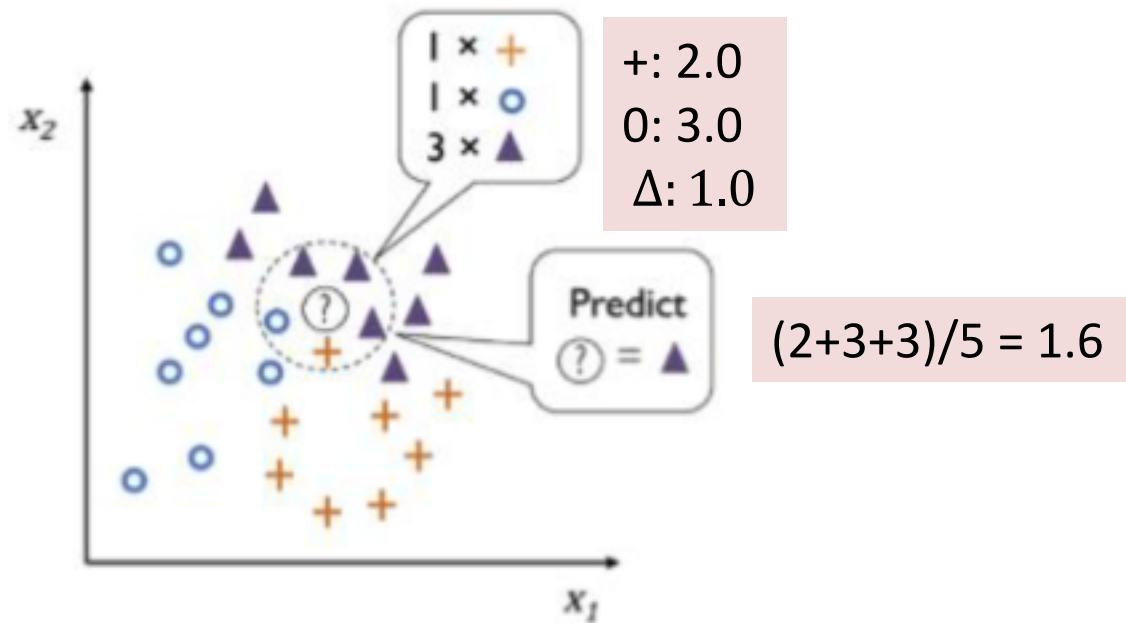 1 ×
1 ×
3 ×
+: 2.0
0: 3.0
Δ: 1.0
x₂
?
Predict
? =
(2+3+3)/5 = 1.6
x₁